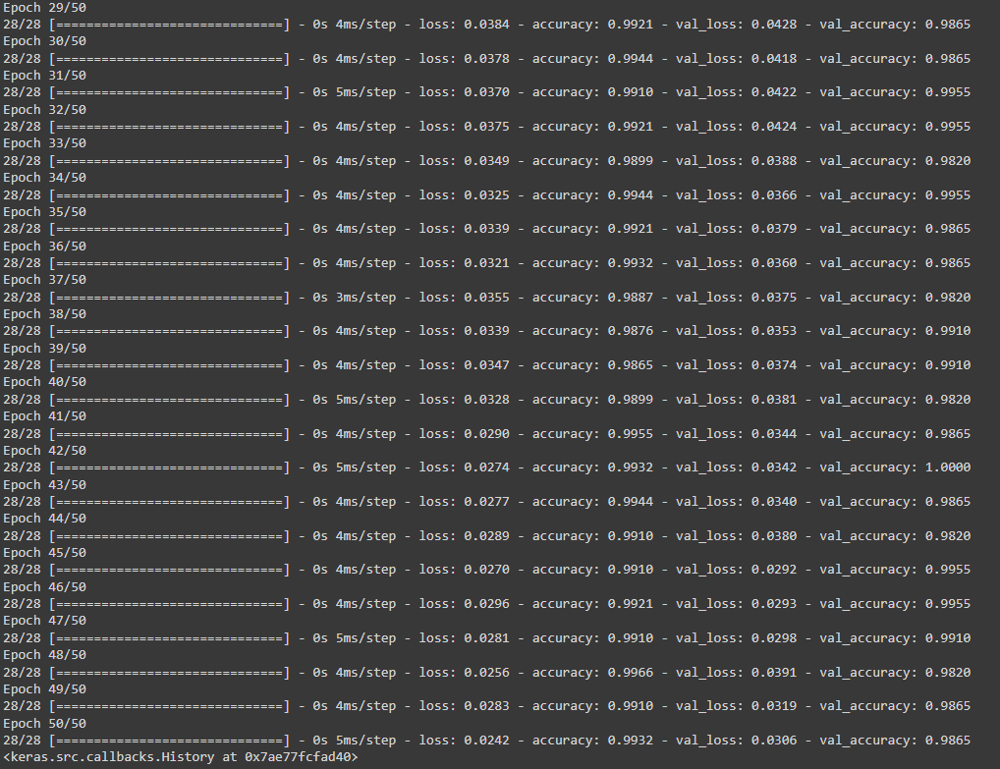 Epoch 29/50
28/28 [==============================] - 0s 4ms/step - loss: 0.0384 - accuracy: 0.9921 - val_loss: 0.0428 - val_accuracy: 0.9865
Epoch 30/50
28/28 [==============================] - 0s 4ms/step - loss: 0.0378 - accuracy: 0.9944 - val_loss: 0.0418 - val_accuracy: 0.9865
Epoch 31/50
28/28 [==============================] - 0s 5ms/step - loss: 0.0370 - accuracy: 0.9910 - val_loss: 0.0422 - val_accuracy: 0.9955
Epoch 32/50
28/28 [==============================] - 0s 4ms/step - loss: 0.0375 - accuracy: 0.9921 - val_loss: 0.0424 - val_accuracy: 0.9955
Epoch 33/50
28/28 [==============================] - 0s 4ms/step - loss: 0.0349 - accuracy: 0.9899 - val_loss: 0.0388 - val_accuracy: 0.9820
Epoch 34/50
28/28 [==============================] - 0s 4ms/step - loss: 0.0325 - accuracy: 0.9944 - val_loss: 0.0366 - val_accuracy: 0.9955
Epoch 35/50
28/28 [==============================] - 0s 4ms/step - loss: 0.0339 - accuracy: 0.9921 - val_loss: 0.0379 - val_accuracy: 0.9865
Epoch 36/50
28/28 [==============================] - 0s 4ms/step - loss: 0.0321 - accuracy: 0.9932 - val_loss: 0.0360 - val_accuracy: 0.9865
Epoch 37/50
28/28 [==============================] - 0s 3ms/step - loss: 0.0355 - accuracy: 0.9887 - val_loss: 0.0375 - val_accuracy: 0.9820
Epoch 38/50
28/28 [==============================] - 0s 4ms/step - loss: 0.0339 - accuracy: 0.9876 - val_loss: 0.0353 - val_accuracy: 0.9910
Epoch 39/50
28/28 [==============================] - 0s 4ms/step - loss: 0.0347 - accuracy: 0.9865 - val_loss: 0.0374 - val_accuracy: 0.9910
Epoch 40/50
28/28 [==============================] - 0s 5ms/step - loss: 0.0328 - accuracy: 0.9899 - val_loss: 0.0381 - val_accuracy: 0.9820
Epoch 41/50
28/28 [==============================] - 0s 4ms/step - loss: 0.0290 - accuracy: 0.9955 - val_loss: 0.0344 - val_accuracy: 0.9865
Epoch 42/50
28/28 [==============================] - 0s 5ms/step - loss: 0.0274 - accuracy: 0.9932 - val_loss: 0.0342 - val_accuracy: 1.0000
Epoch 43/50
28/28 [==============================] - 0s 4ms/step - loss: 0.0277 - accuracy: 0.9944 - val_loss: 0.0340 - val_accuracy: 0.9865
Epoch 44/50
28/28 [==============================] - 0s 4ms/step - loss: 0.0289 - accuracy: 0.9910 - val_loss: 0.0380 - val_accuracy: 0.9820
Epoch 45/50
28/28 [==============================] - 0s 4ms/step - loss: 0.0270 - accuracy: 0.9910 - val_loss: 0.0292 - val_accuracy: 0.9955
Epoch 46/50
28/28 [==============================] - 0s 4ms/step - loss: 0.0296 - accuracy: 0.9921 - val_loss: 0.0293 - val_accuracy: 0.9955
Epoch 47/50
28/28 [==============================] - 0s 5ms/step - loss: 0.0281 - accuracy: 0.9910 - val_loss: 0.0298 - val_accuracy: 0.9910
Epoch 48/50
28/28 [==============================] - 0s 4ms/step - loss: 0.0256 - accuracy: 0.9966 - val_loss: 0.0391 - val_accuracy: 0.9820
Epoch 49/50
28/28 [==============================] - 0s 4ms/step - loss: 0.0283 - accuracy: 0.9910 - val_loss: 0.0319 - val_accuracy: 0.9865
Epoch 50/50
28/28 [==============================] - 0s 5ms/step - loss: 0.0242 - accuracy: 0.9932 - val_loss: 0.0306 - val_accuracy: 0.9865
<keras.src.callbacks.History at 0x7ae77fcfad40>